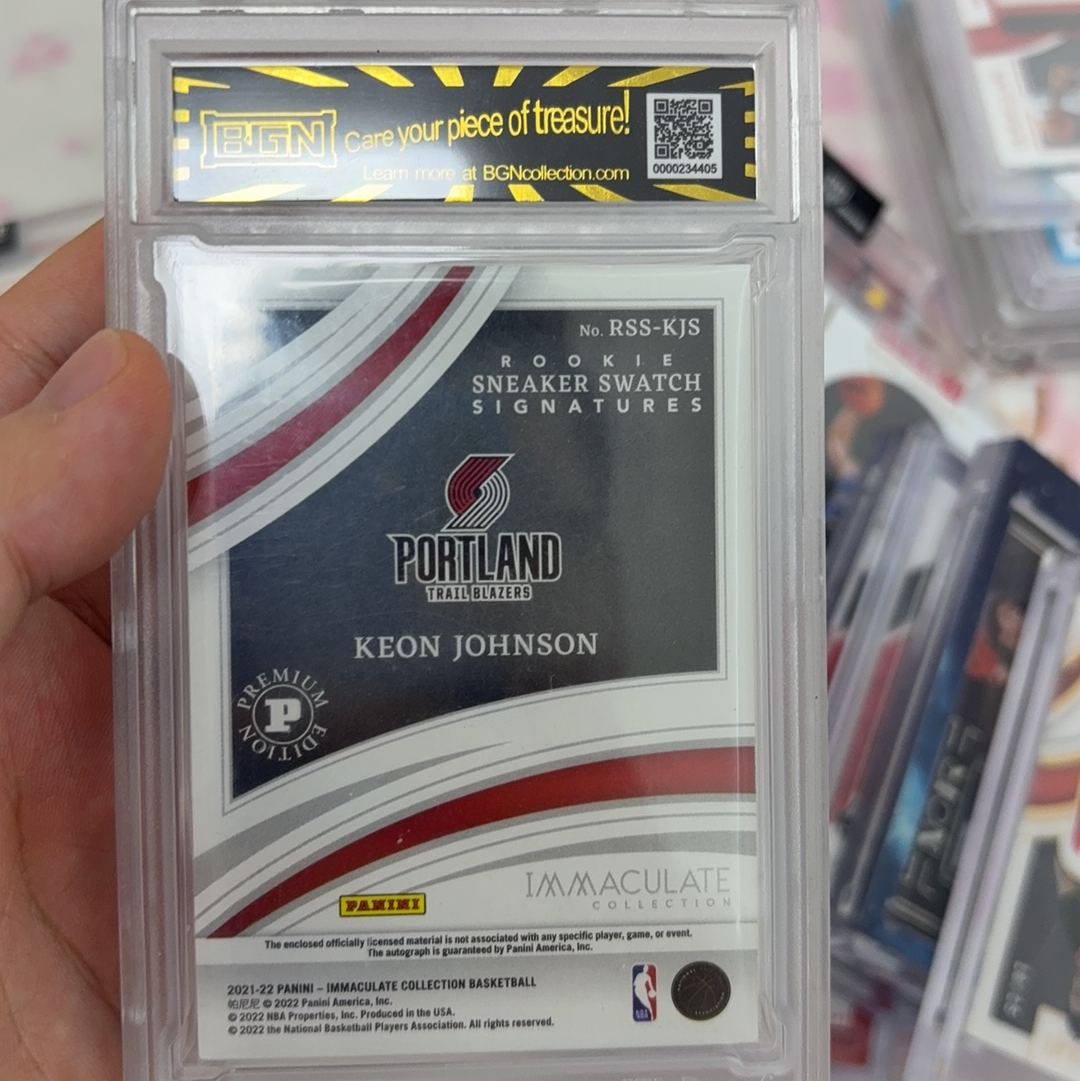 BGN
Care your piece of treasure!
Learn more at BGNcollection.com
0000234405
No. RSS-KJS
ROOKIE
SNEAKER SWATCH
SIGNATURES
PORTLAND
TRAIL BLAZERS
KEON JOHNSON
PREMIUM
P
EDITION
IMMACULATE
COLLECTION
PANINI
The enclosed officially licensed material is not associated with any specific player, game, or event.
The autograph is guaranteed by Panini America, Inc.
2021-22 PANINI – IMMACULATE COLLECTION BASKETBALL
帕尼尼 © 2022 Panini America, Inc.
© 2022 NBA Properties, Inc. Produced in the USA.
© 2022 the National Basketball Players Association. All rights reserved.
NBA